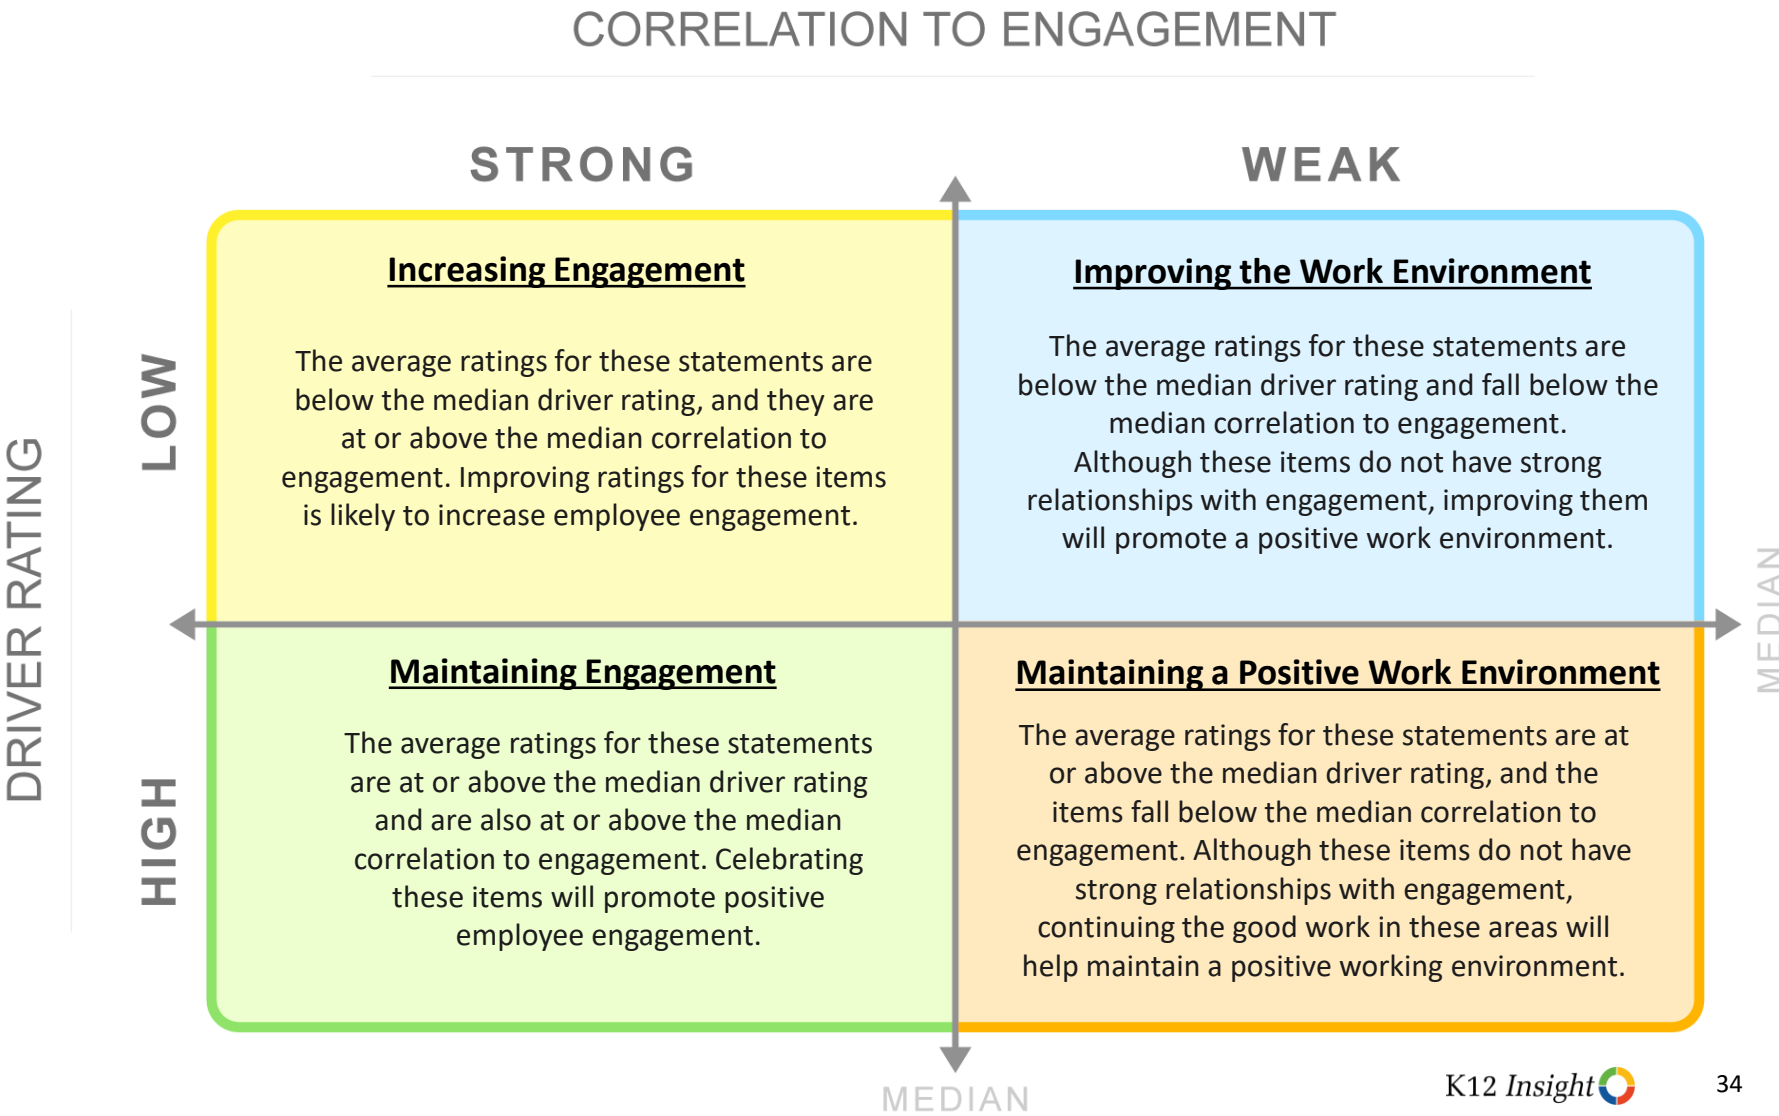 CORRELATION TO ENGAGEMENT
STRONG
WEAK
DRIVER RATING
LOW
HIGH
Increasing Engagement
The average ratings for these statements are
below the median driver rating, and they are
at or above the median correlation to
engagement. Improving ratings for these items
is likely to increase employee engagement.
Improving the Work Environment
The average ratings for these statements are
below the median driver rating and fall below the
median correlation to engagement.
Although these items do not have strong
relationships with engagement, improving them
will promote a positive work environment.
MEDIAN
Maintaining Engagement
The average ratings for these statements
are at or above the median driver rating
and are also at or above the median
correlation to engagement. Celebrating
these items will promote positive
employee engagement.
Maintaining a Positive Work Environment
The average ratings for these statements are at
or above the median driver rating, and the
items fall below the median correlation to
engagement. Although these items do not have
strong relationships with engagement,
continuing the good work in these areas will
help maintain a positive working environment.
MEDIAN
K12 Insight
34